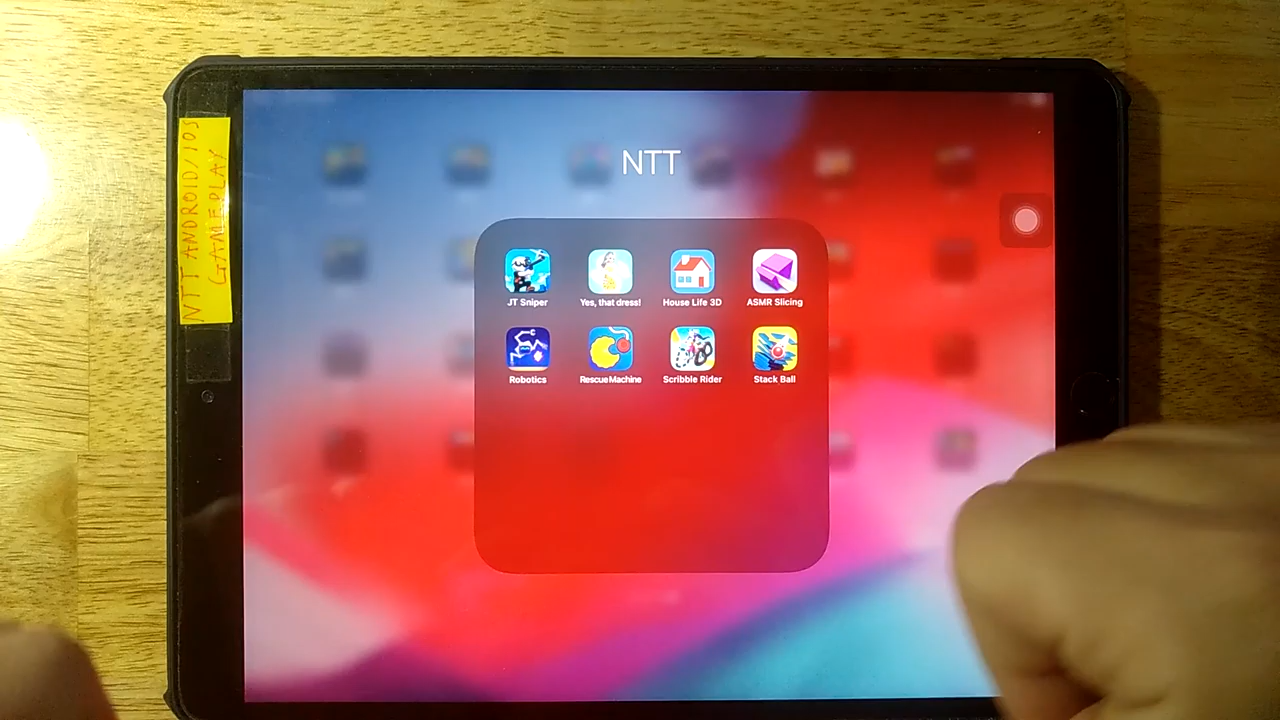 NTT ANDROID/IOS
GAMEPLAY
NTT
JT Sniper
Yes, that dress!
House Life 3D
ASMR Slicing
Robotics
Rescue Machine
Scribble Rider
Stack Ball